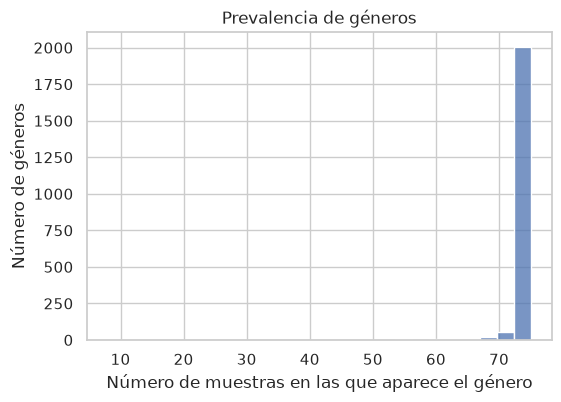 Prevalencia de géneros
2000
1750
1500
1250
1000
750
500
250
0
Número de géneros
10 20 30 40 50 60 70
Número de muestras en las que aparece el género